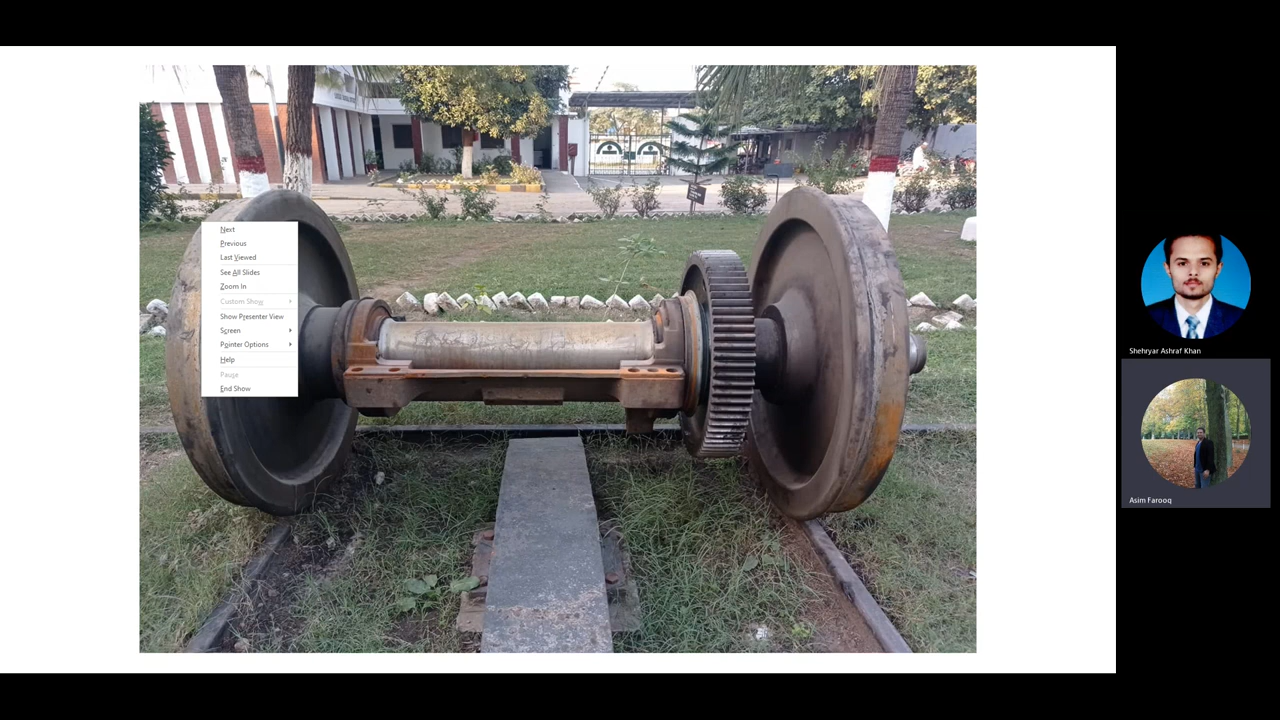 Next
Previous
Last Viewed
See All Slides
Zoom In
Custom Show
Show Presenter View
Screen
Pointer Options
Help
Pause
End Show
Shehryar Ashraf Khan
Asim Farooq